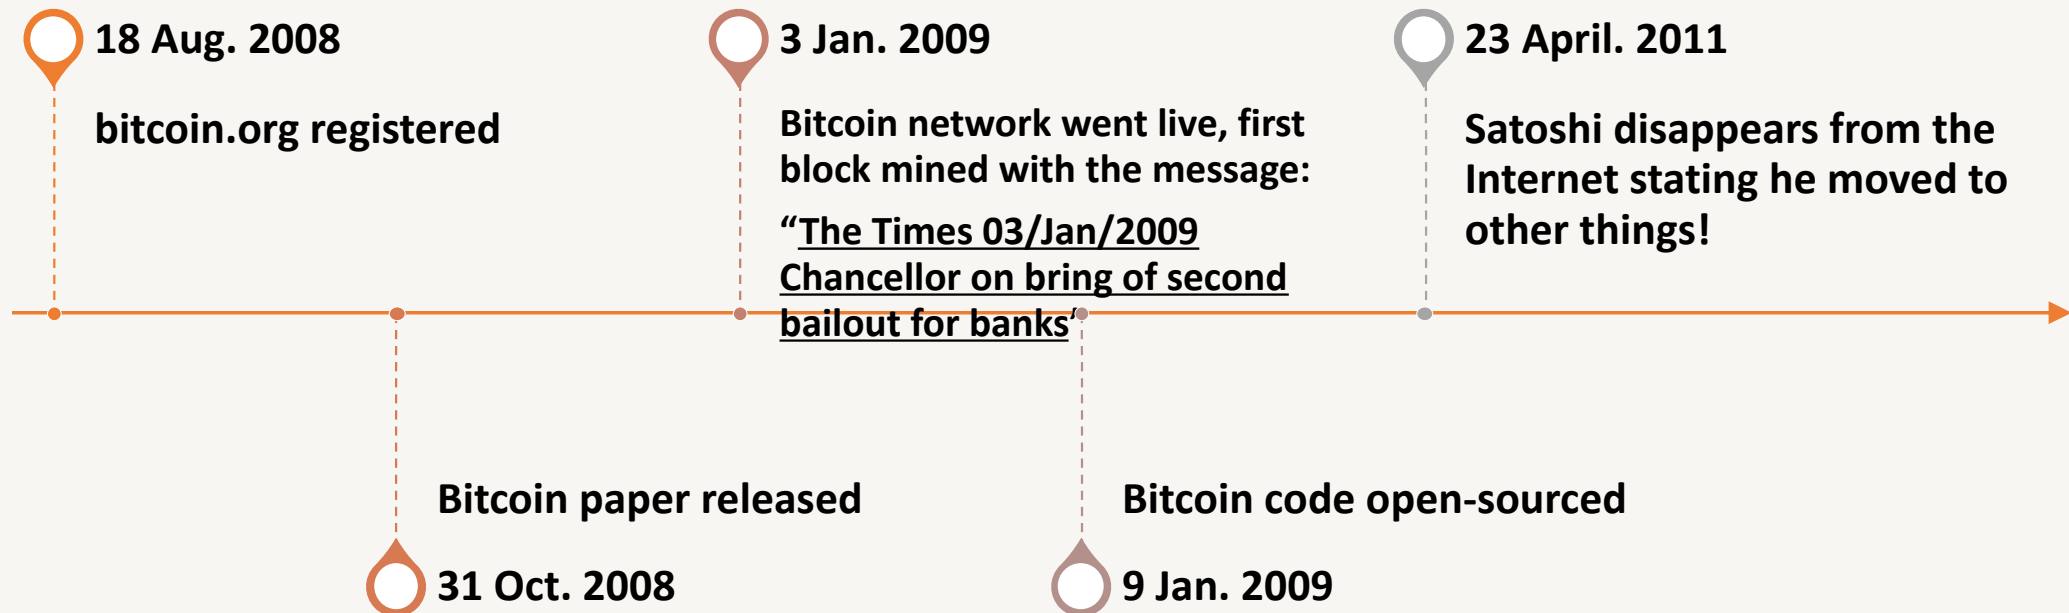 18 Aug. 2008
bitcoin.org registered
31 Oct. 2008
Bitcoin paper released
3 Jan. 2009
Bitcoin network went live, first
block mined with the message:
“The Times 03/Jan/2009
Chancellor on bring of second
bailout for banks”
9 Jan. 2009
Bitcoin code open-sourced
23 April. 2011
Satoshi disappears from the
Internet stating he moved to
other things!